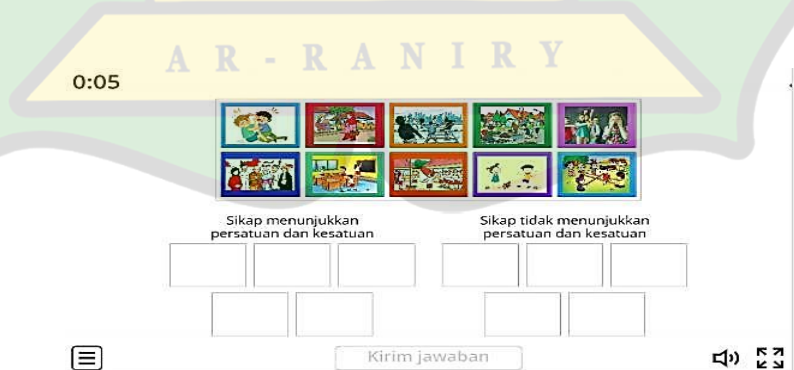 AR-RANIRY
0:05
Sikap menunjukkan
persatuan dan kesatuan
Sikap tidak menunjukkan
persatuan dan kesatuan
Kirim jawaban